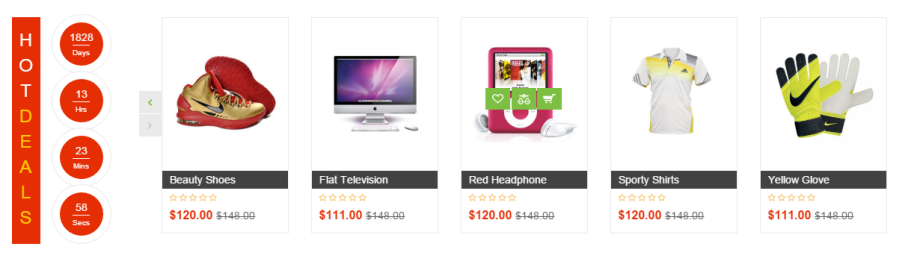 HOT DEALS
1828
Days
13
Hrs
23
Mins
58
Secs
Beauty Shoes
$120.00 $148.00
Flat Television
$111.00 $148.00
Red Headphone
$120.00 $148.00
Sporty Shirts
$120.00 $148.00
Yellow Glove
$111.00 $148.00